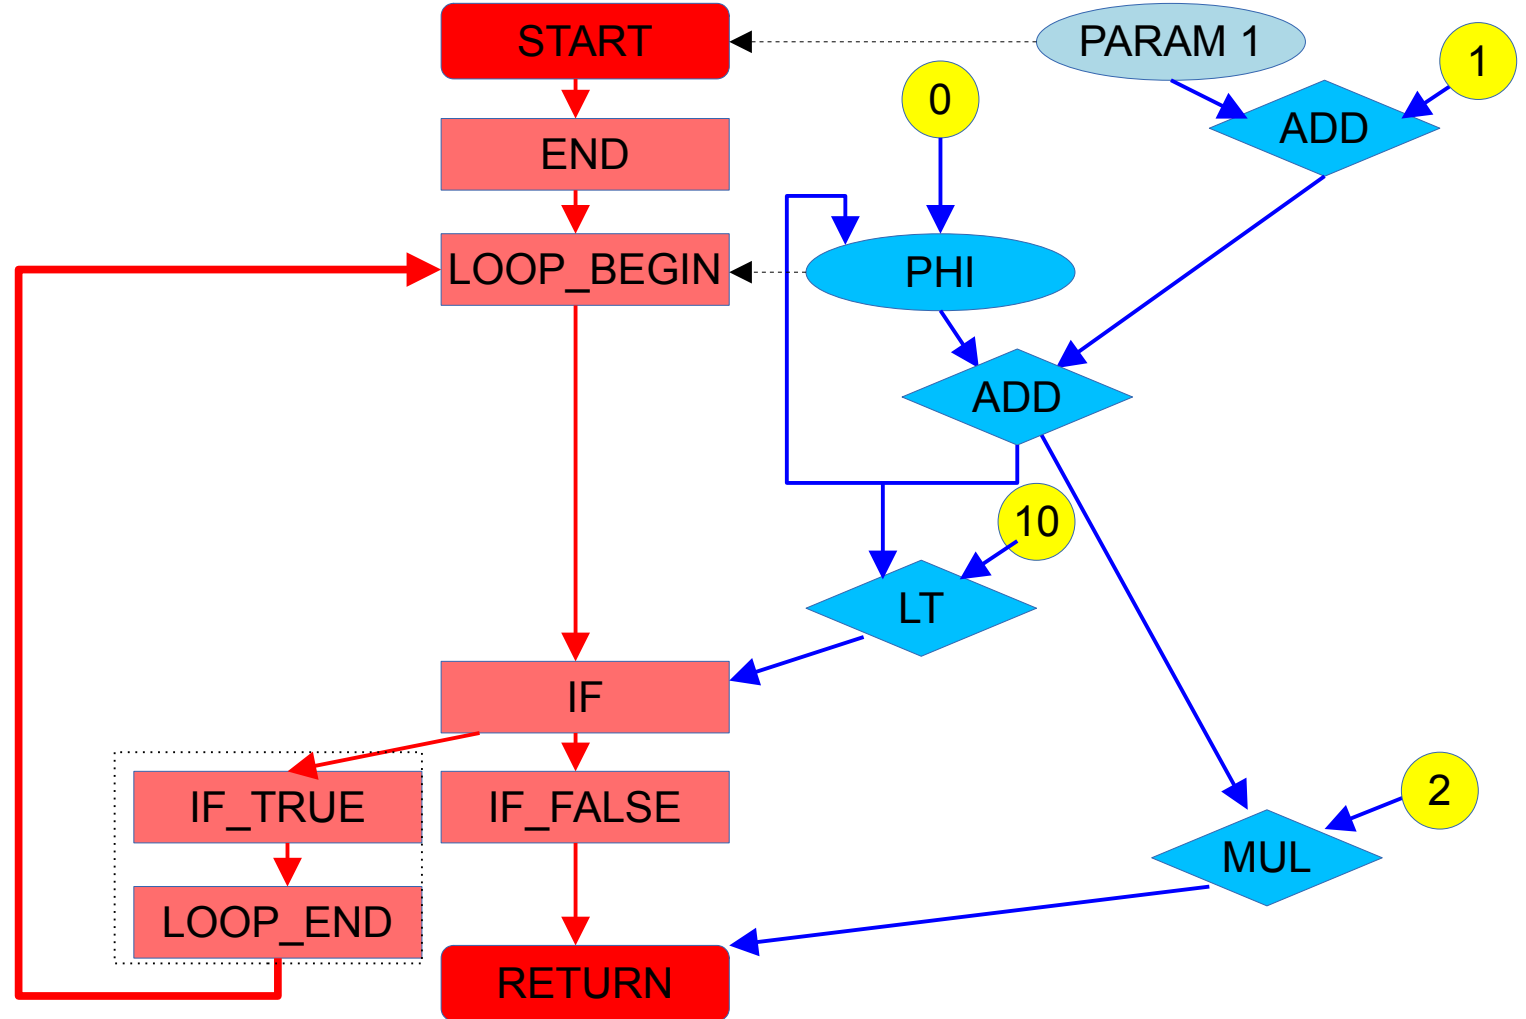 START
PARAM 1
1
0
ADD
END
LOOP_BEGIN
PHI
ADD
10
LT
IF
2
IF_TRUE
IF_FALSE
MUL
LOOP_END
RETURN